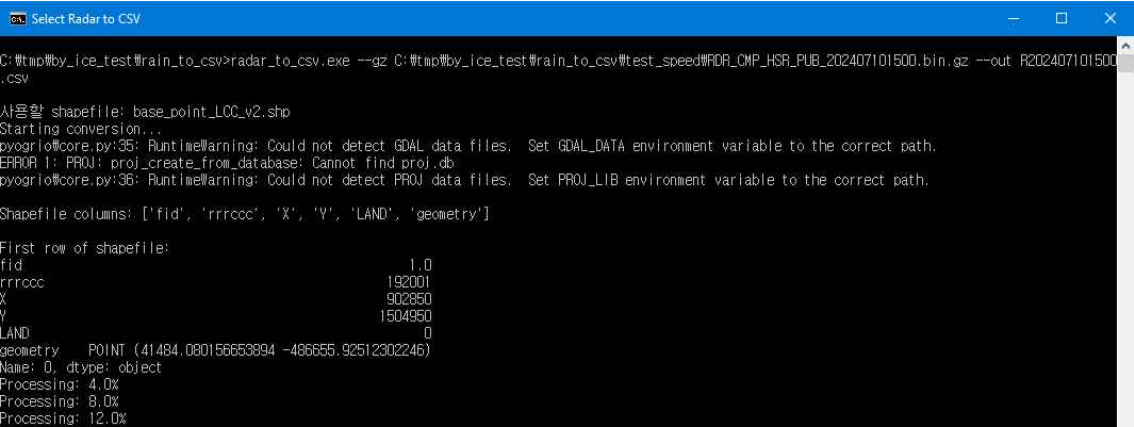 Select Radar to CSV
C:₩tmp₩by_ice_test₩rain_to_csv>radar_to_csv.exe --gz C:₩tmp₩by_ice_test₩rain_to_csv₩test_speed₩RDR_CMP_HSR_PUB_202407101500.bin.gz --out R202407101500
.csv
사용할 shapefile: base_point_LCC_v2.shp
Starting conversion...
pyogrio₩core.py:35: RuntimeWarning: Could not detect GDAL data files.  Set GDAL_DATA environment variable to the correct path.
ERROR 1: PROJ: proj_create_from_database: Cannot find proj.db
pyogrio₩core.py:36: RuntimeWarning: Could not detect PROJ data files.  Set PROJ_LIB environment variable to the correct path.
Shapefile columns: ['fid', 'rrrccc', 'X', 'Y', 'LAND', 'geometry']
First row of shapefile:
fid                                            1.0
rrrccc                                      192001
X                                           902850
Y                                          1504950
LAND                                             0
geometry    POINT (41484.080156653894 -486655.92512302246)
Name: 0, dtype: object
Processing: 4.0%
Processing: 8.0%
Processing: 12.0%